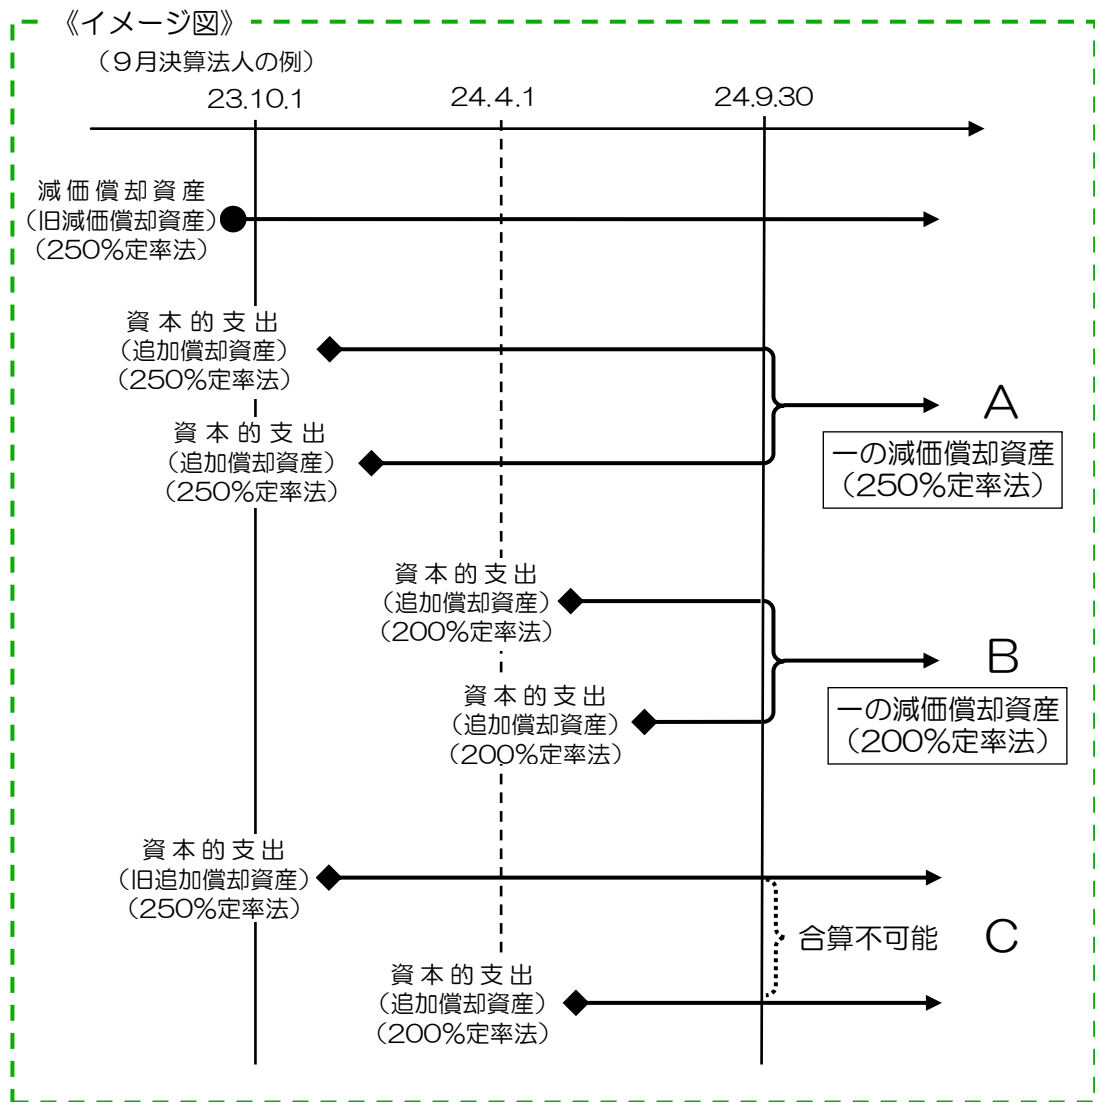 《イメージ図》
（９月決算法人の例）
23.10.1
24.4.1
24.9.30
減価償却資産
（旧減価償却資産）
（250％定率法）
資本的支出
（追加償却資産）
（250％定率法）
資本的支出
（追加償却資産）
（250％定率法）
A
一の減価償却資産
（250％定率法）
資本的支出
（追加償却資産）
（200％定率法）
資本的支出
（追加償却資産）
（200％定率法）
B
一の減価償却資産
（200％定率法）
資本的支出
（旧追加償却資産）
（250％定率法）
合算不可能
C
資本的支出
（追加償却資産）
（200％定率法）